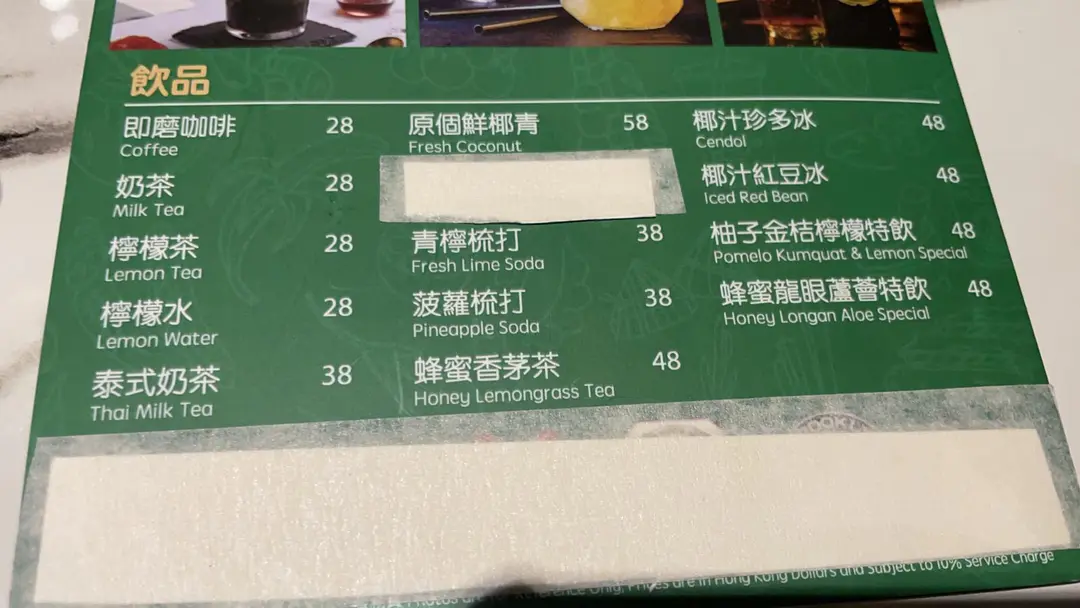 飲品
即磨咖啡 28
Coffee
奶茶 28
Milk Tea
檸檬茶 28
Lemon Tea
檸檬水 28
Lemon Water
泰式奶茶 38
Thai Milk Tea
原個鮮椰青 58
Fresh Coconut
青檸梳打 38
Fresh Lime Soda
菠蘿梳打 38
Pineapple Soda
蜂蜜香茅茶 48
Honey Lemongrass Tea
椰汁珍多冰 48
Cendol
椰汁紅豆冰 48
Iced Red Bean
柚子金桔檸檬特飲 48
Pomelo Kumquat & Lemon Special
蜂蜜龍眼蘆薈特飲 48
Honey Longan Aloe Special
Reference Only, Prices are in Hong Kong Dollars and Subject to 10% Service Charge